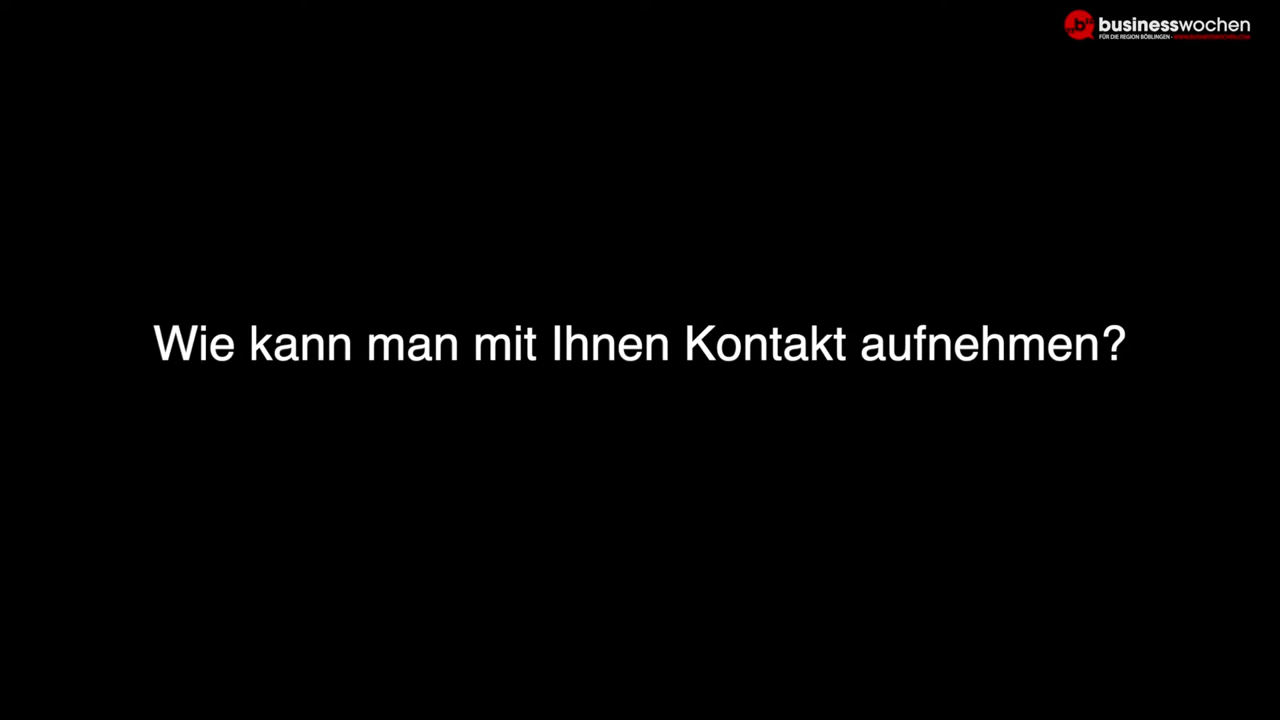 businesswochen
FÜR DIE REGION BÖBLINGEN -
Wie kann man mit Ihnen Kontakt aufnehmen?